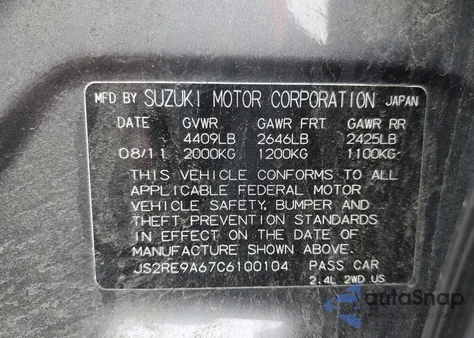 MFD BY SUZUKI MOTOR CORPORATION JAPAN
DATE GVWR GAWR FRT GAWR RR
4409LB 2646LB 2425LB
08/11 2000KG 1200KG 1100KG
THIS VEHICLE CONFORMS TO ALL
APPLICABLE FEDERAL MOTOR
VEHICLE SAFETY, BUMPER AND
THEFT PREVENTION STANDARDS
IN EFFECT ON THE DATE OF
MANUFACTURE SHOWN ABOVE.
JS2RE9A67C6100104 PASS CAR
2.4L 2WD US
autoSnap